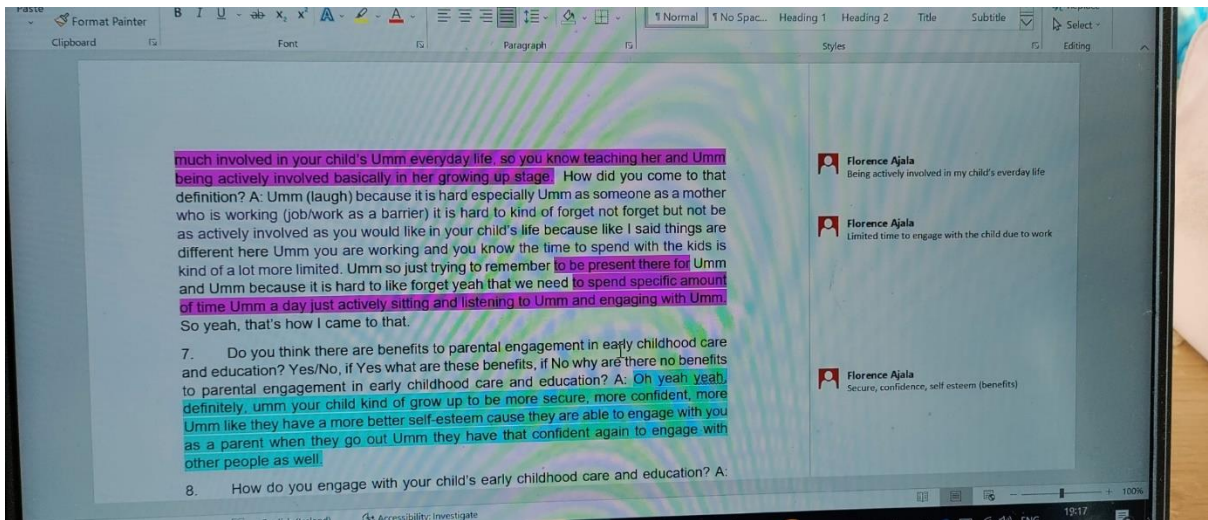 Paste
Format Painter
B I U ab x₂ x² A A
1 Normal 1 No Spac... Heading 1 Heading 2 Title Subtitle
Select
Clipboard Font Paragraph Styles Editing
much involved in your child's Umm everyday life, so you know teaching her and Umm
being actively involved basically in her growing up stage. How did you come to that
definition? A: Umm (laugh) because it is hard especially Umm as someone as a mother
who is working (job/work as a barrier) it is hard to kind of forget not forget but not be
as actively involved as you would like in your child's life because like I said things are
different here Umm you are working and you know the time to spend with the kids is
kind of a lot more limited. Umm so just trying to remember to be present there for Umm
and Umm because it is hard to like forget yeah that we need to spend specific amount
of time Umm a day just actively sitting and listening to Umm and engaging with Umm.
So yeah, that's how I came to that.
7. Do you think there are benefits to parental engagement in early childhood care
and education? Yes/No, if Yes what are these benefits, if No why are there no benefits
to parental engagement in early childhood care and education? A: Oh yeah yeah,
definitely, umm your child kind of grow up to be more secure, more confident, more
Umm like they have a more better self-esteem cause they are able to engage with you
as a parent when they go out Umm they have that confident again to engage with
other people as well.
8. How do you engage with your child's early childhood care and education? A:
Florence Ajala
Being actively involved in my child's everday life
Florence Ajala
Limited time to engage with the child due to work
Florence Ajala
Secure, confidence, self esteem (benefits)
Accessibility: Investigate
100%
ENG
19:17